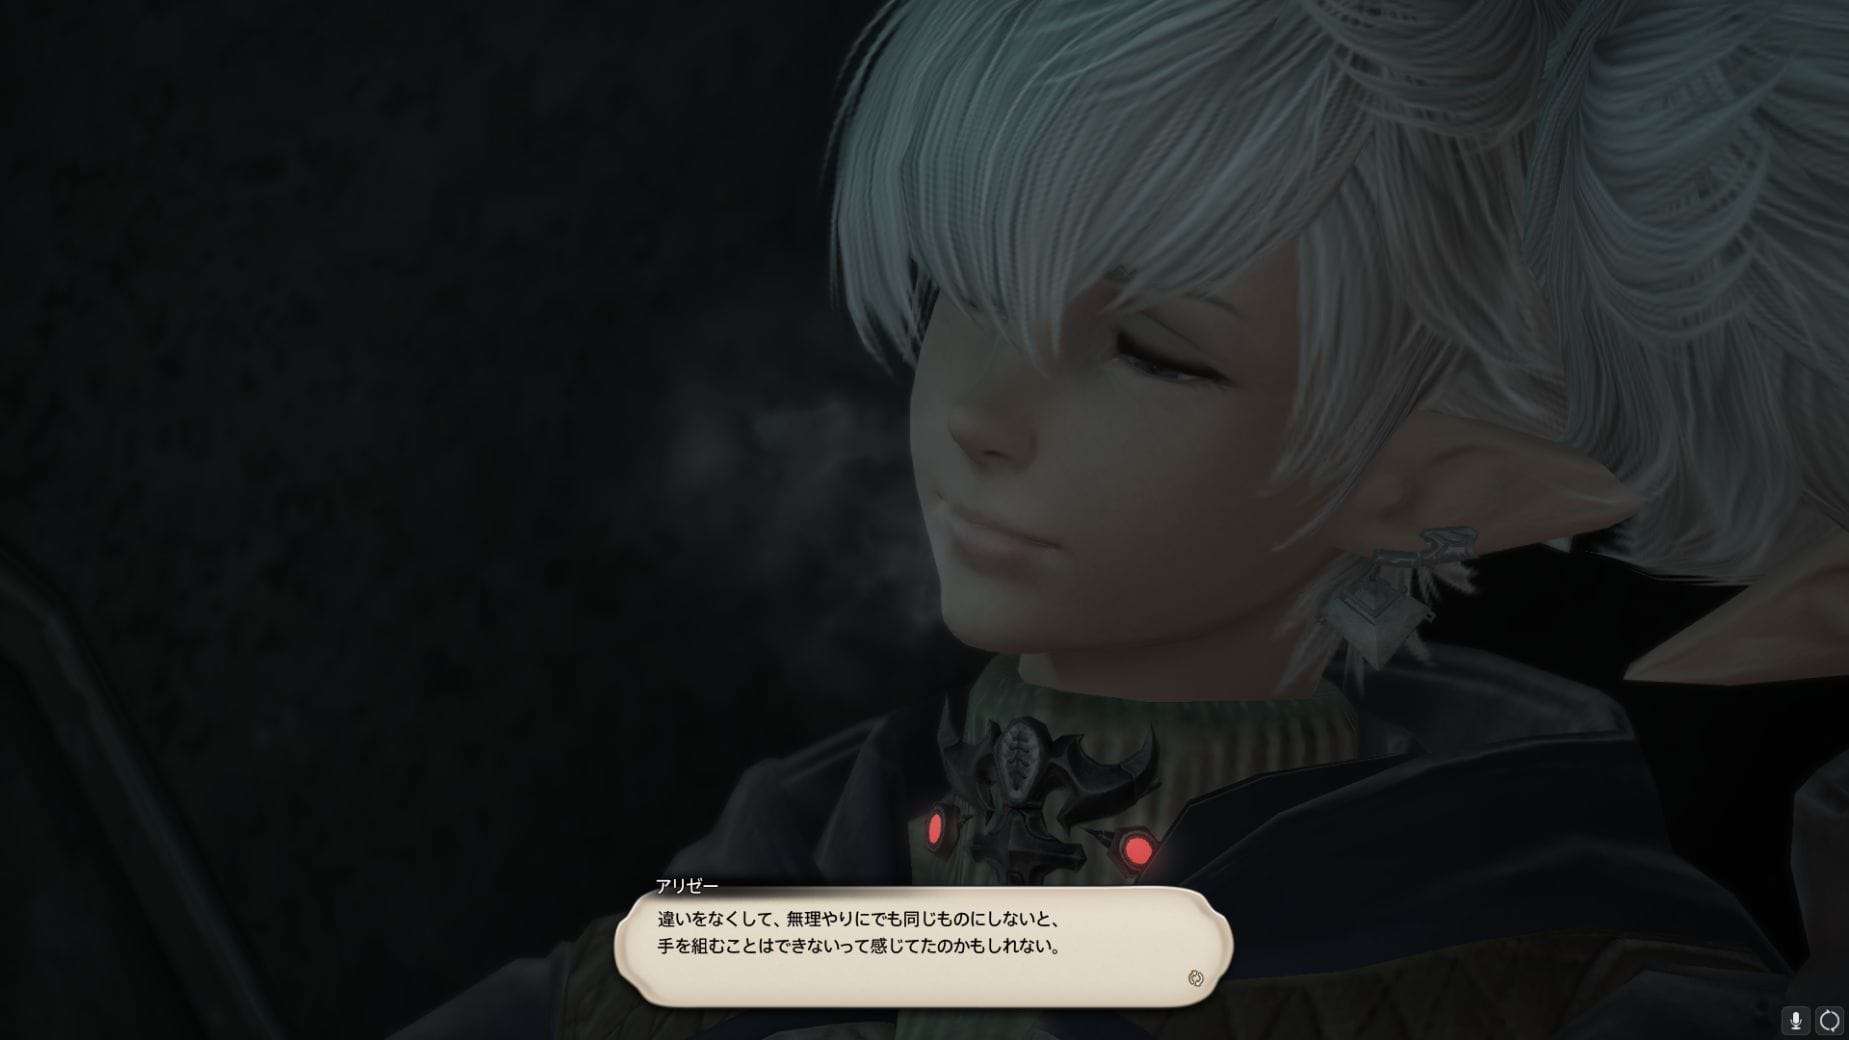 アリゼー
違いをなくして、無理やりにでも同じものにしないと、
手を組むことはできないって感じてたのかもしれない。